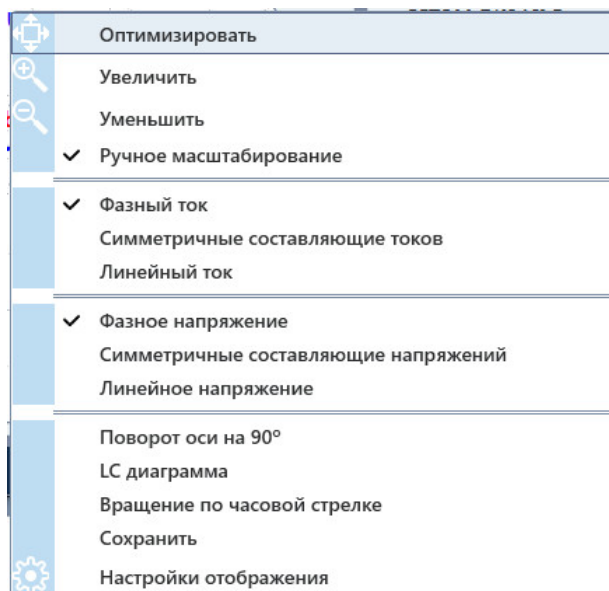 Оптимизировать
Увеличить
Уменьшить
Ручное масштабирование
Фазный ток
Симметричные составляющие токов
Линейный ток
Фазное напряжение
Симметричные составляющие напряжений
Линейное напряжение
Поворот оси на 90º
LC диаграмма
Вращение по часовой стрелке
Сохранить
Настройки отображения